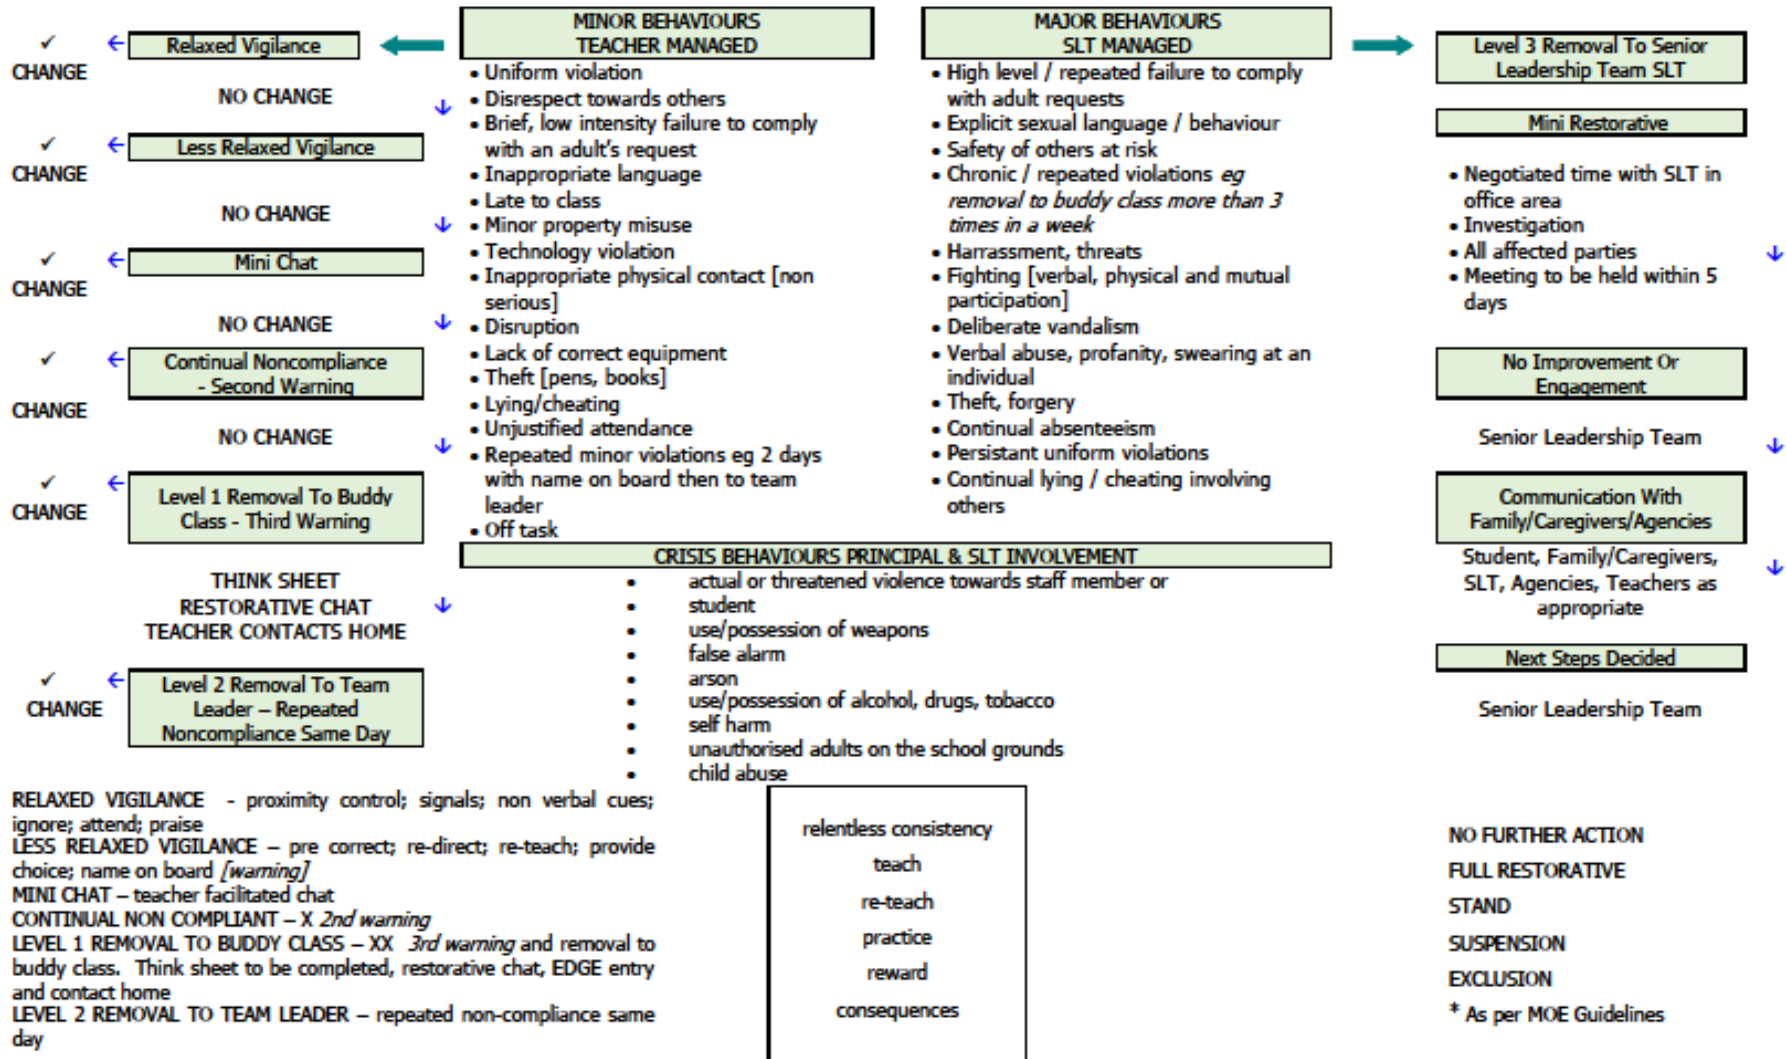 ✓
CHANGE
Relaxed Vigilance
NO CHANGE
✓
CHANGE
Less Relaxed Vigilance
NO CHANGE
✓
CHANGE
Mini Chat
NO CHANGE
✓
CHANGE
Continual Noncompliance
- Second Warning
NO CHANGE
✓
CHANGE
Level 1 Removal To Buddy
Class - Third Warning
THINK SHEET
RESTORATIVE CHAT
TEACHER CONTACTS HOME
✓
CHANGE
Level 2 Removal To Team
Leader – Repeated
Noncompliance Same Day
MINOR BEHAVIOURS
TEACHER MANAGED
• Uniform violation
• Disrespect towards others
• Brief, low intensity failure to comply
with an adult's request
• Inappropriate language
• Late to class
• Minor property misuse
• Technology violation
• Inappropriate physical contact [non
serious]
• Disruption
• Lack of correct equipment
• Theft [pens, books]
• Lying/cheating
• Unjustified attendance
• Repeated minor violations eg 2 days
with name on board then to team
leader
• Off task
MAJOR BEHAVIOURS
SLT MANAGED
• High level / repeated failure to comply
with adult requests
• Explicit sexual language / behaviour
• Safety of others at risk
• Chronic / repeated violations eg
removal to buddy class more than 3
times in a week
• Harrassment, threats
• Fighting [verbal, physical and mutual
participation]
• Deliberate vandalism
• Verbal abuse, profanity, swearing at an
individual
• Theft, forgery
• Continual absenteeism
• Persistant uniform violations
• Continual lying / cheating involving
others
CRISIS BEHAVIOURS PRINCIPAL & SLT INVOLVEMENT
• actual or threatened violence towards staff member or
• student
• use/possession of weapons
• false alarm
• arson
• use/possession of alcohol, drugs, tobacco
• self harm
• unauthorised adults on the school grounds
• child abuse
Level 3 Removal To Senior
Leadership Team SLT
Mini Restorative
• Negotiated time with SLT in
office area
• Investigation
• All affected parties
• Meeting to be held within 5
days
No Improvement Or
Engagement
Senior Leadership Team
Communication With
Family/Caregivers/Agencies
Student, Family/Caregivers,
SLT, Agencies, Teachers as
appropriate
Next Steps Decided
Senior Leadership Team
RELAXED VIGILANCE - proximity control; signals; non verbal cues;
ignore; attend; praise
LESS RELAXED VIGILANCE – pre correct; re-direct; re-teach; provide
choice; name on board [warning]
MINI CHAT – teacher facilitated chat
CONTINUAL NON COMPLIANT – X 2nd warning
LEVEL 1 REMOVAL TO BUDDY CLASS – XX 3rd warning and removal to
buddy class. Think sheet to be completed, restorative chat, EDGE entry
and contact home
LEVEL 2 REMOVAL TO TEAM LEADER – repeated non-compliance same
day
relentless consistency
teach
re-teach
practice
reward
consequences
NO FURTHER ACTION
FULL RESTORATIVE
STAND
SUSPENSION
EXCLUSION
* As per MOE Guidelines